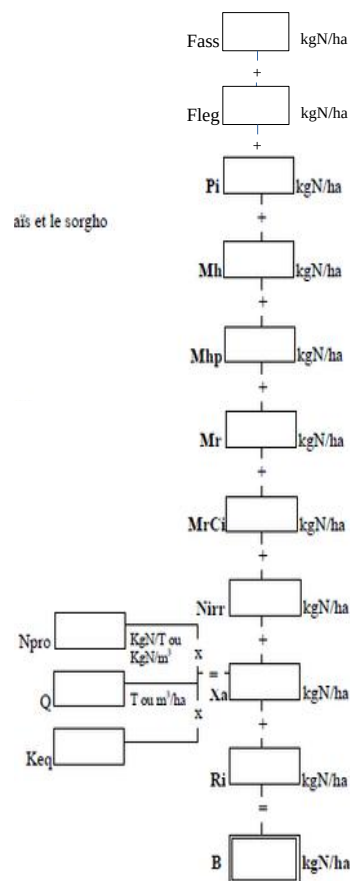 Fass kgN/ha
+
Fleg kgN/ha
+
Pi kgN/ha
+
aïs et le sorgho
Mh kgN/ha
+
Mhp kgN/ha
+
Mr kgN/ha
+
MrCi kgN/ha
+
Nirr kgN/ha
+
Npro KgN/T ou
KgN/m³
x
= Xa kgN/ha
Q T ou m³/ha
x
+
Keq
Ri kgN/ha
=
B kgN/ha